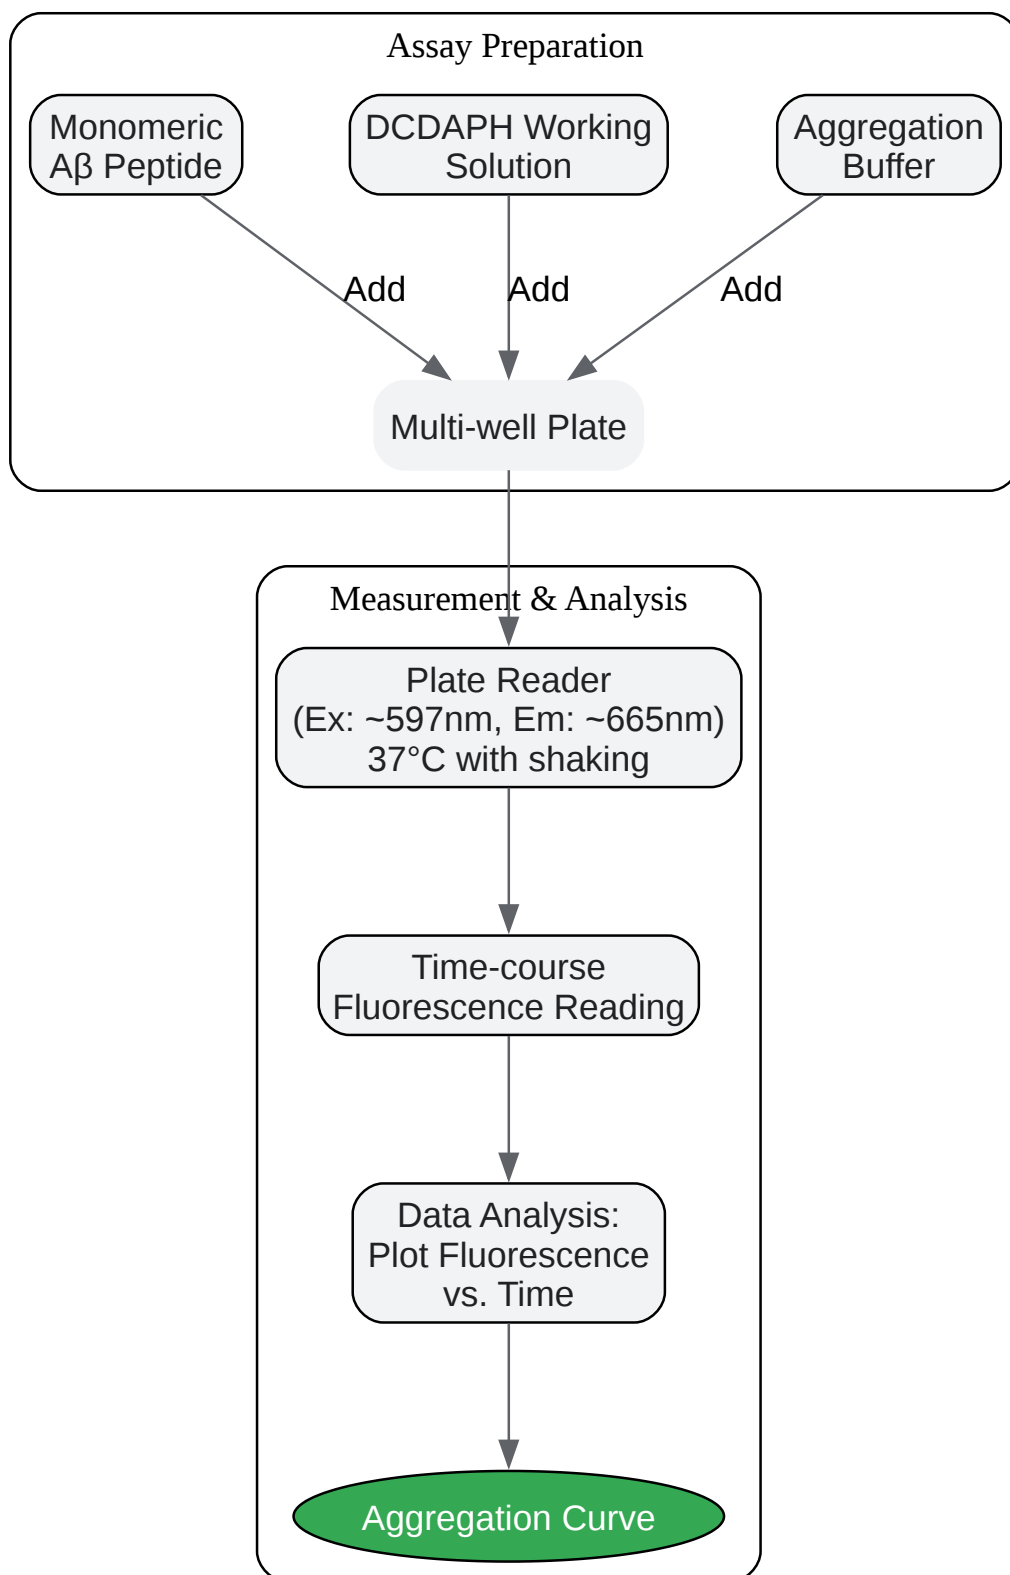 Assay Preparation
Monomeric
Aβ Peptide
DCDAPH Working
Solution
Aggregation
Buffer
Add
Add
Add
Multi-well Plate
Measurement & Analysis
Plate Reader
(Ex: ~597nm, Em: ~665nm)
37°C with shaking
Time-course
Fluorescence Reading
Data Analysis:
Plot Fluorescence
vs. Time
Aggregation Curve